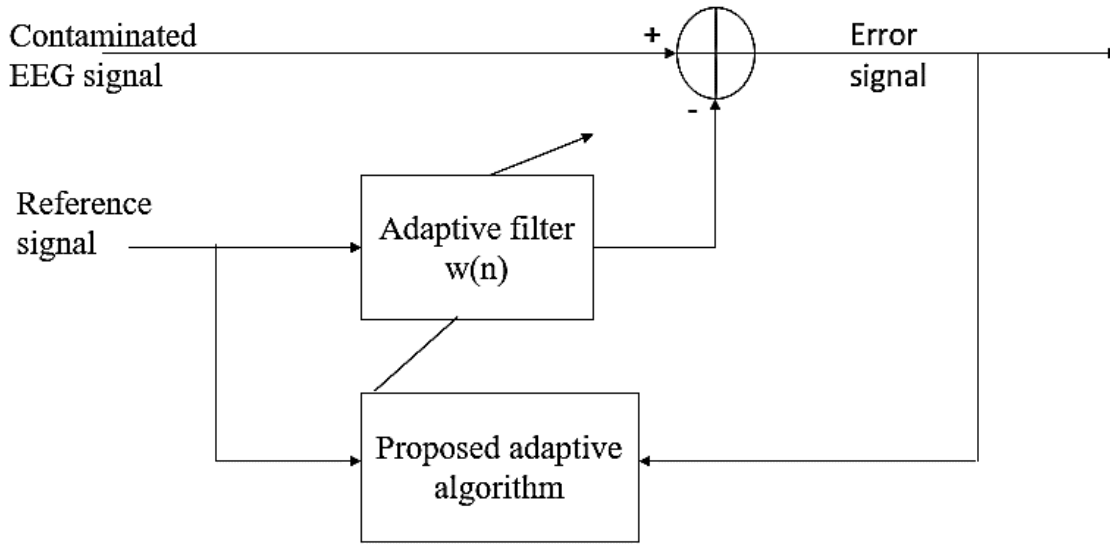 Contaminated
EEG signal
+
Error
signal
-
Reference
signal
Adaptive filter
w(n)
Proposed adaptive
algorithm